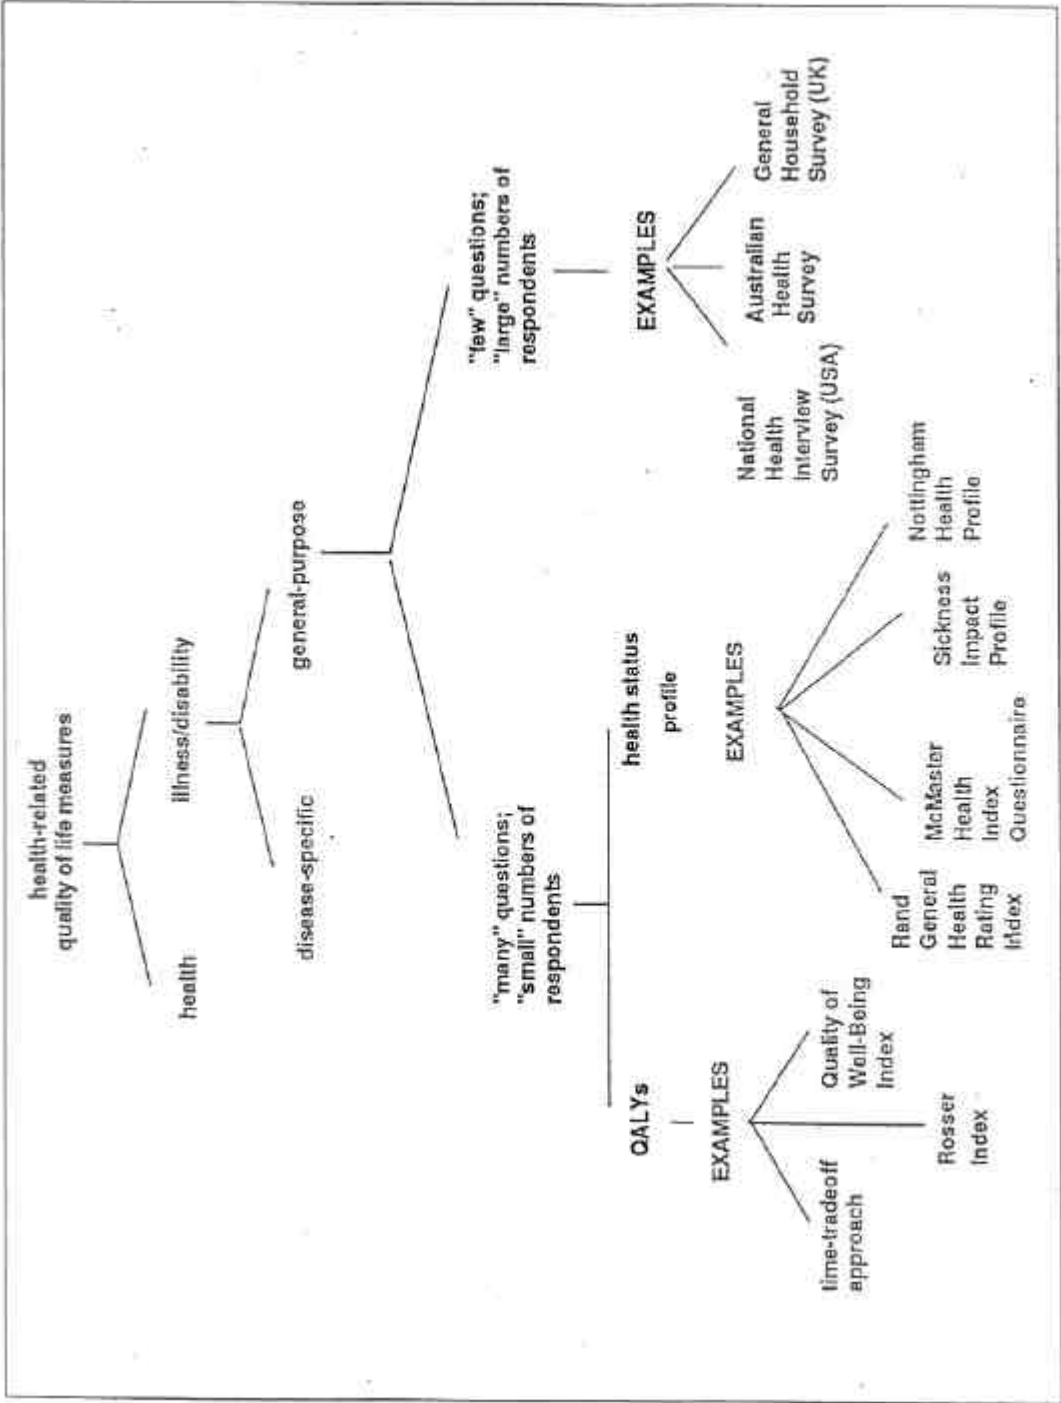 health-related
quality of life measures
health
illness/disability
disease-specific
general-purpose
"many" questions;
"small" numbers of
respondents
"few" questions;
"large" numbers of
respondents
QALYs
EXAMPLES
time-tradeoff
approach
Rosser
Index
Quality of
Well-Being
Index
health status
profile
EXAMPLES
Rand
General
Health
Rating
Index
McMaster
Health
Index
Questionnaire
Sickness
Impact
Profile
Nottingham
Health
Profile
EXAMPLES
National
Health
Interview
Survey (USA)
Australian
Health
Survey
General
Household
Survey (UK)